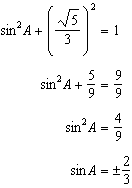 sin²A + (√5/3)² = 1
sin²A + 5/9 = 9/9
sin²A = 4/9
sin A = ±2/3